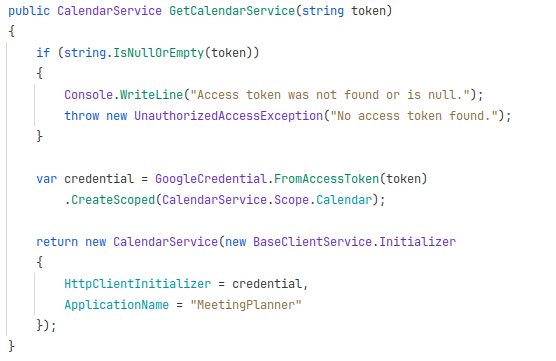 public CalendarService GetCalendarService(string token)
{
    if (string.IsNullOrEmpty(token))
    {
        Console.WriteLine("Access token was not found or is null.");
        throw new UnauthorizedAccessException("No access token found.");
    }

    var credential = GoogleCredential.FromAccessToken(token)
        .CreateScoped(CalendarService.Scope.Calendar);

    return new CalendarService(new BaseClientService.Initializer
    {
        HttpClientInitializer = credential,
        ApplicationName = "MeetingPlanner"
    });
}